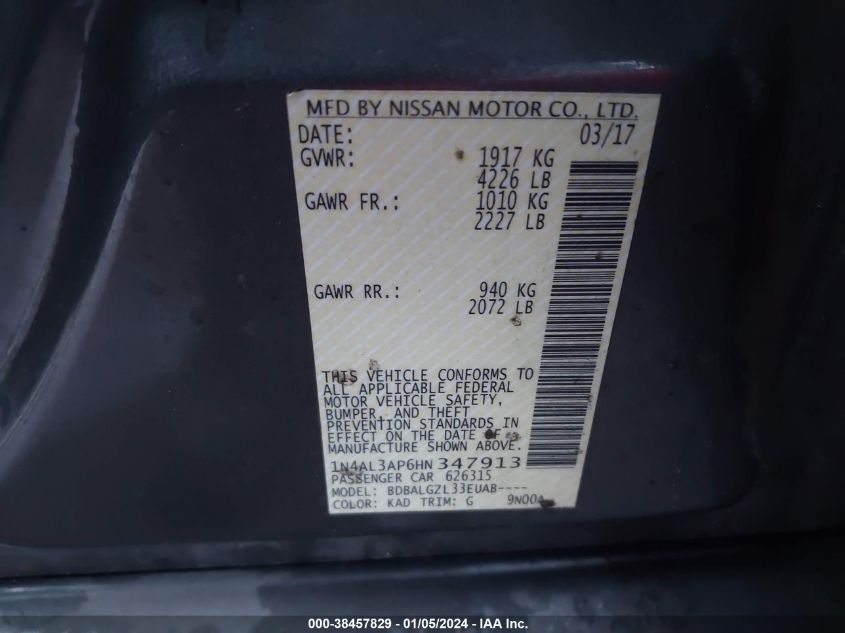 MFD BY NISSAN MOTOR CO., LTD.
DATE: 03/17
GVWR: 1917 KG
4226 LB
GAWR FR.: 1010 KG
2227 LB
GAWR RR.: 940 KG
2072 LB
THIS VEHICLE CONFORMS TO
ALL APPLICABLE FEDERAL
MOTOR VEHICLE SAFETY,
BUMPER, AND THEFT
PREVENTION STANDARDS IN
EFFECT ON THE DATE OF
MANUFACTURE SHOWN ABOVE.
1N4AL3AP6HN 347913
PASSENGER CAR 626315
MODEL: BDBALGZL33EUAB----
COLOR: KAD TRIM: G
000-38457829 - 01/05/2024 - IAA, Inc.